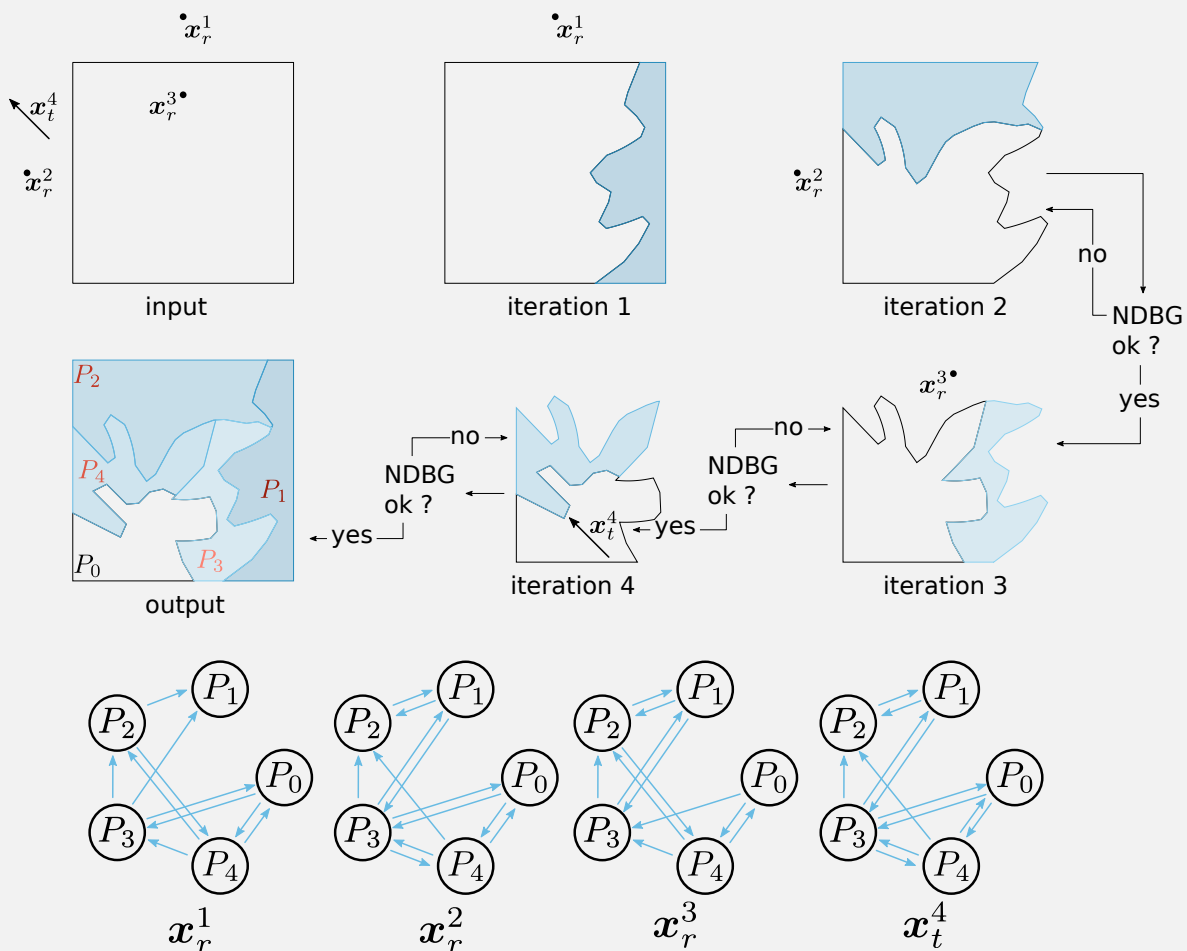 x_r^1
x_r^1
x_t^4
x_r^3
x_r^2
x_r^2
no
input
iteration 1
iteration 2
NDBG
ok ?
yes
P_2
x_r^3
no
no
NDBG
ok ?
NDBG
ok ?
P_4
P_1
x_t^4
yes
yes
P_0
P_3
output
iteration 4
iteration 3
P_1
P_2
P_0
P_3
P_4
P_1
P_2
P_0
P_3
P_4
P_1
P_2
P_0
P_3
P_4
P_1
P_2
P_0
P_3
P_4
x_r^1
x_r^2
x_r^3
x_t^4